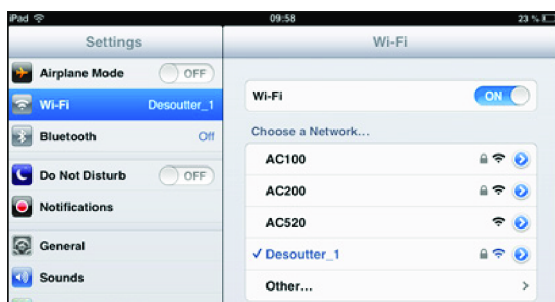 iPad 09:58 23 %
Settings
Airplane Mode OFF
Wi-Fi Desoutter_1
Bluetooth Off
Do Not Disturb OFF
Notifications
General
Sounds
Wi-Fi
Wi-Fi ON
Choose a Network...
AC100
AC200
AC520
✓ Desoutter_1
Other...